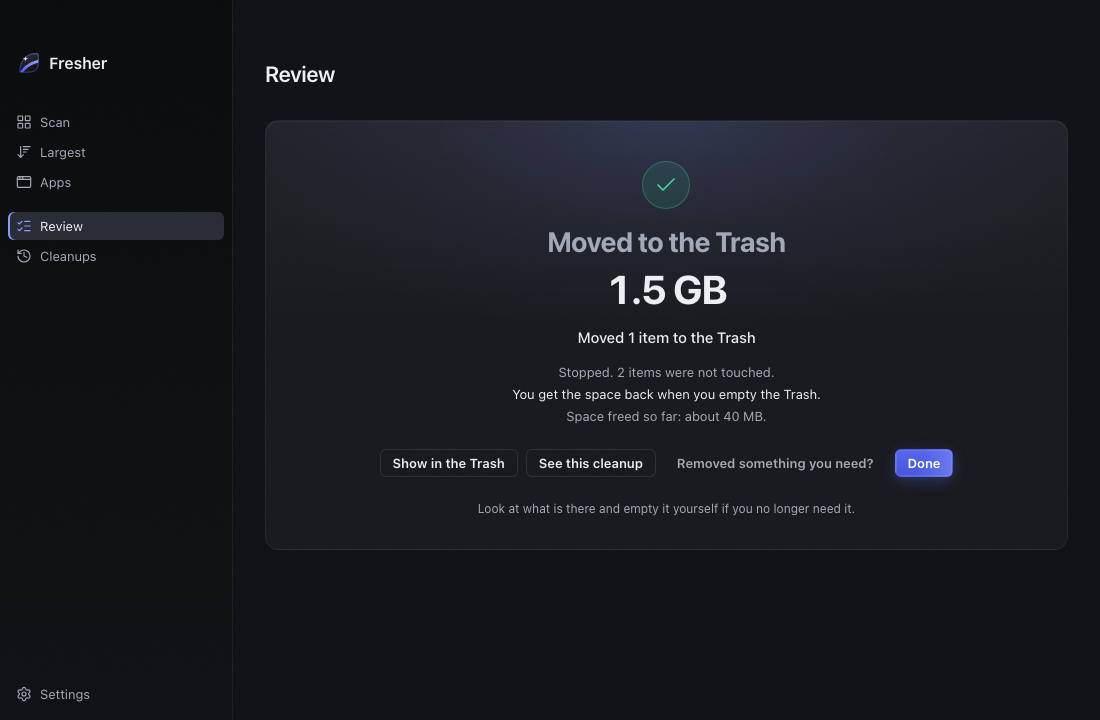 Fresher
Scan
Largest
Apps
Review
Cleanups
Settings
Review
Moved to the Trash
1.5 GB
Moved 1 item to the Trash
Stopped. 2 items were not touched.
You get the space back when you empty the Trash.
Space freed so far: about 40 MB.
Show in the Trash
See this cleanup
Removed something you need?
Done
Look at what is there and empty it yourself if you no longer need it.